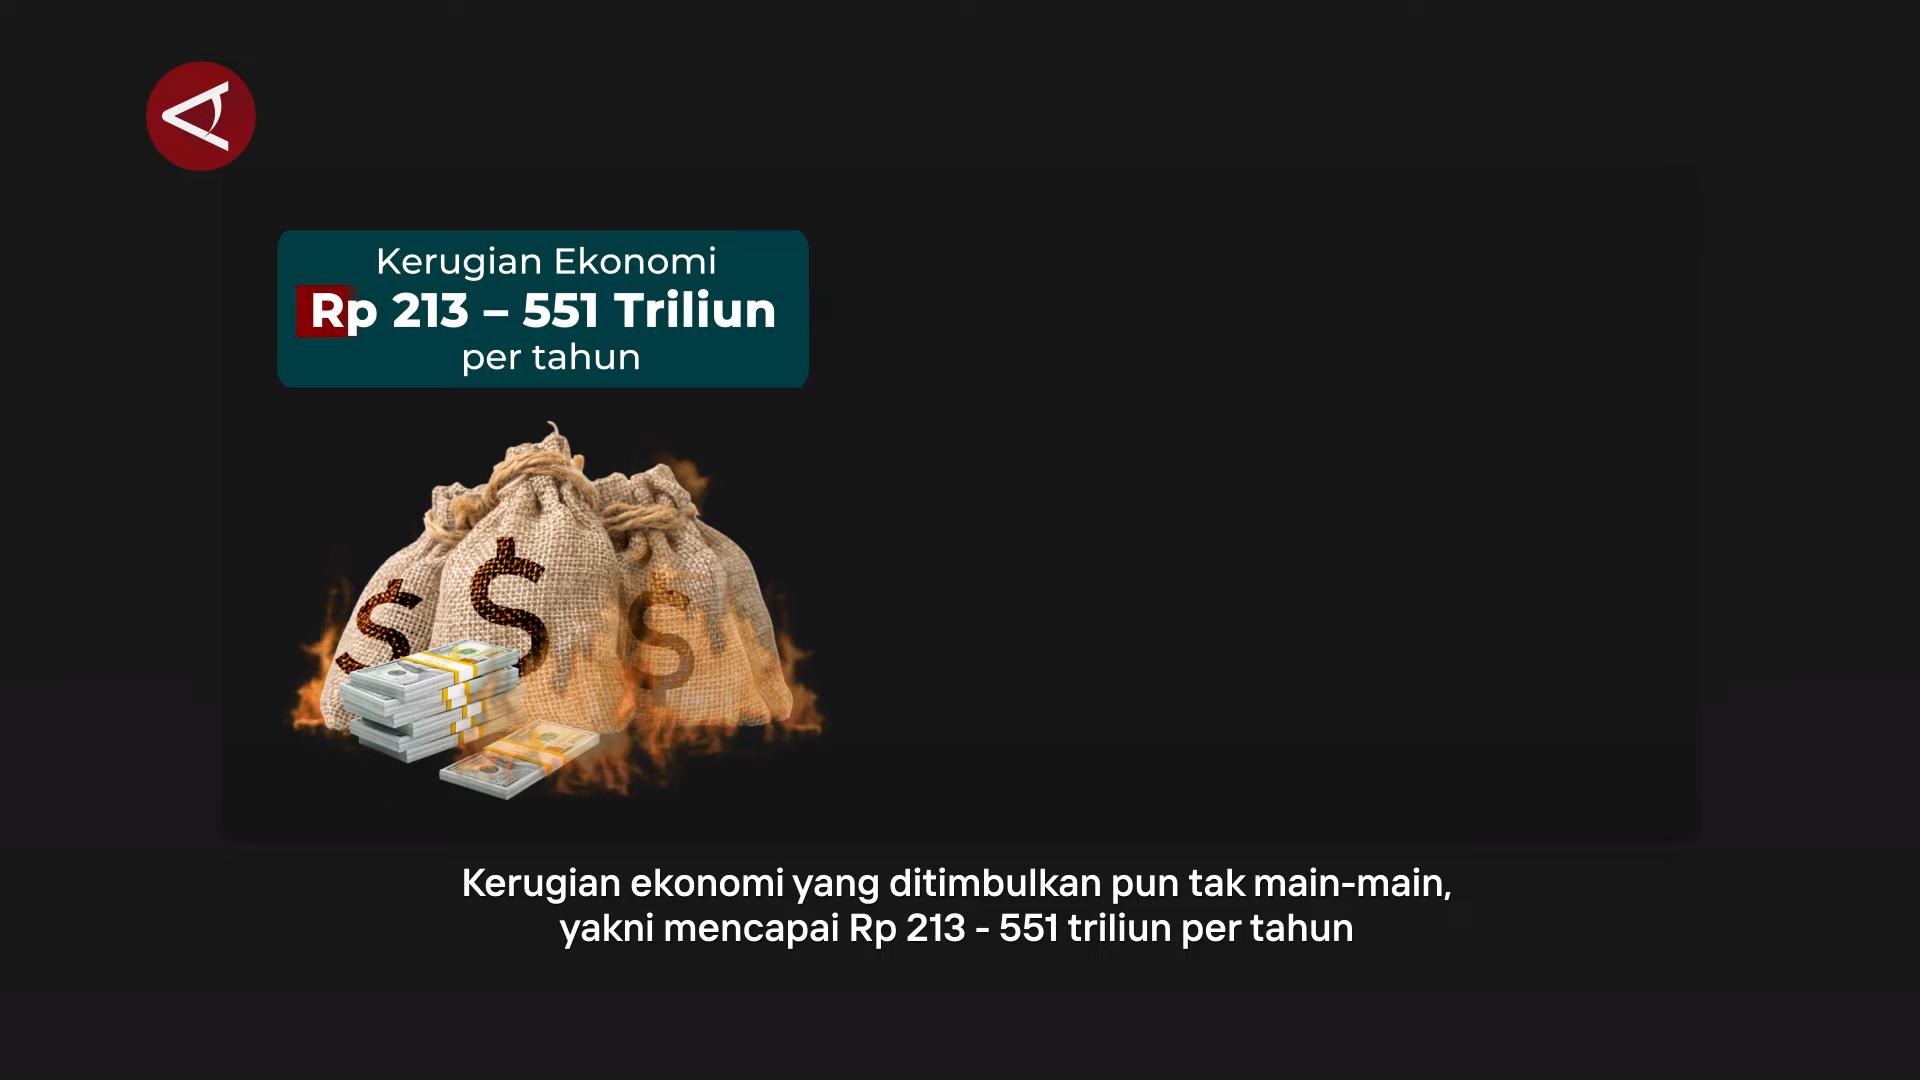 Kerugian Ekonomi
Rp 213 – 551 Triliun
per tahun
$ $ $
Kerugian ekonomi yang ditimbulkan pun tak main-main,
yakni mencapai Rp 213 - 551 triliun per tahun